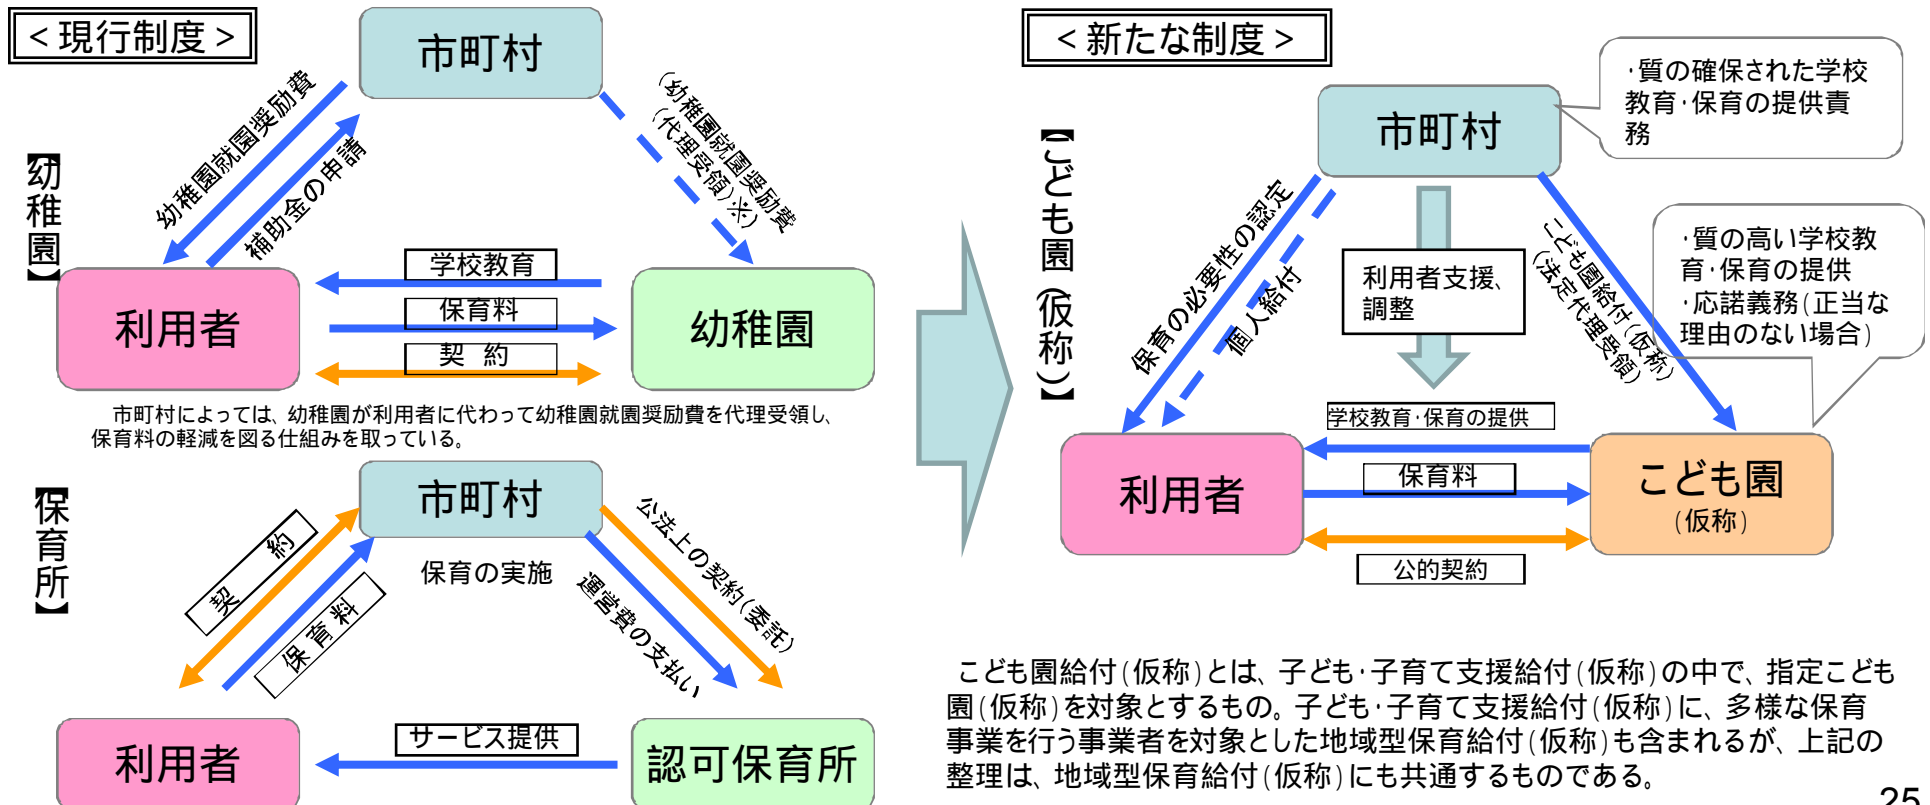 ＜現行制度＞
【幼稚園】
市町村
幼稚園就園奨励費
補助金の申請
(幼稚園就園奨励費
(代理受領)※)
利用者
学校教育
保育料
契 約
幼稚園
市町村によっては、幼稚園が利用者に代わって幼稚園就園奨励費を代理受領し、
保育料の軽減を図る仕組みを取っている。
【保育所】
市町村
保育の実施
契 約
保育料
公法上の契約(委託)
運営費の支払い
利用者
サービス提供
認可保育所
＜新たな制度＞
【こども園(仮称)】
市町村
・質の確保された学校
教育・保育の提供責
務
保育の必要性の認定
個人給付
利用者支援、
調整
こども園給付(仮称)
(法定代理受領)
・質の高い学校教
育・保育の提供
・応諾義務(正当な
理由のない場合)
利用者
学校教育・保育の提供
保育料
公的契約
こども園
(仮称)
こども園給付(仮称)とは、子ども・子育て支援給付(仮称)の中で、指定こども
園(仮称)を対象とするもの。子ども・子育て支援給付(仮称)に、多様な保育
事業を行う事業者を対象とした地域型保育給付(仮称)も含まれるが、上記の
整理は、地域型保育給付(仮称)にも共通するものである。
25